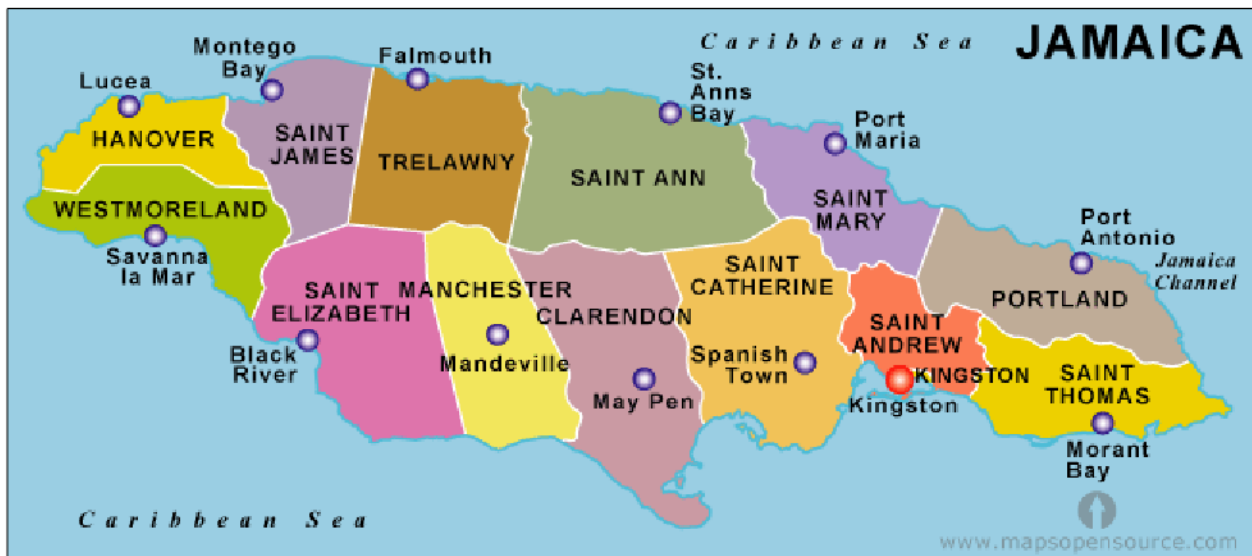 Caribbean Sea
JAMAICA
Montego
Bay
Falmouth
St.
Anns
Bay
Lucea
Port
Maria
HANOVER
SAINT
JAMES
TRELAWNY
SAINT ANN
SAINT
MARY
WESTMORELAND
Savanna
la Mar
Port
Antonio
Jamaica
Channel
SAINT
ELIZABETH
MANCHESTER
CLARENDON
SAINT
CATHERINE
PORTLAND
SAINT
ANDREW
Black
River
Mandeville
May Pen
Spanish
Town
KINGSTON
Kingston
SAINT
THOMAS
Morant
Bay
Caribbean Sea
www.mapsopensource.com